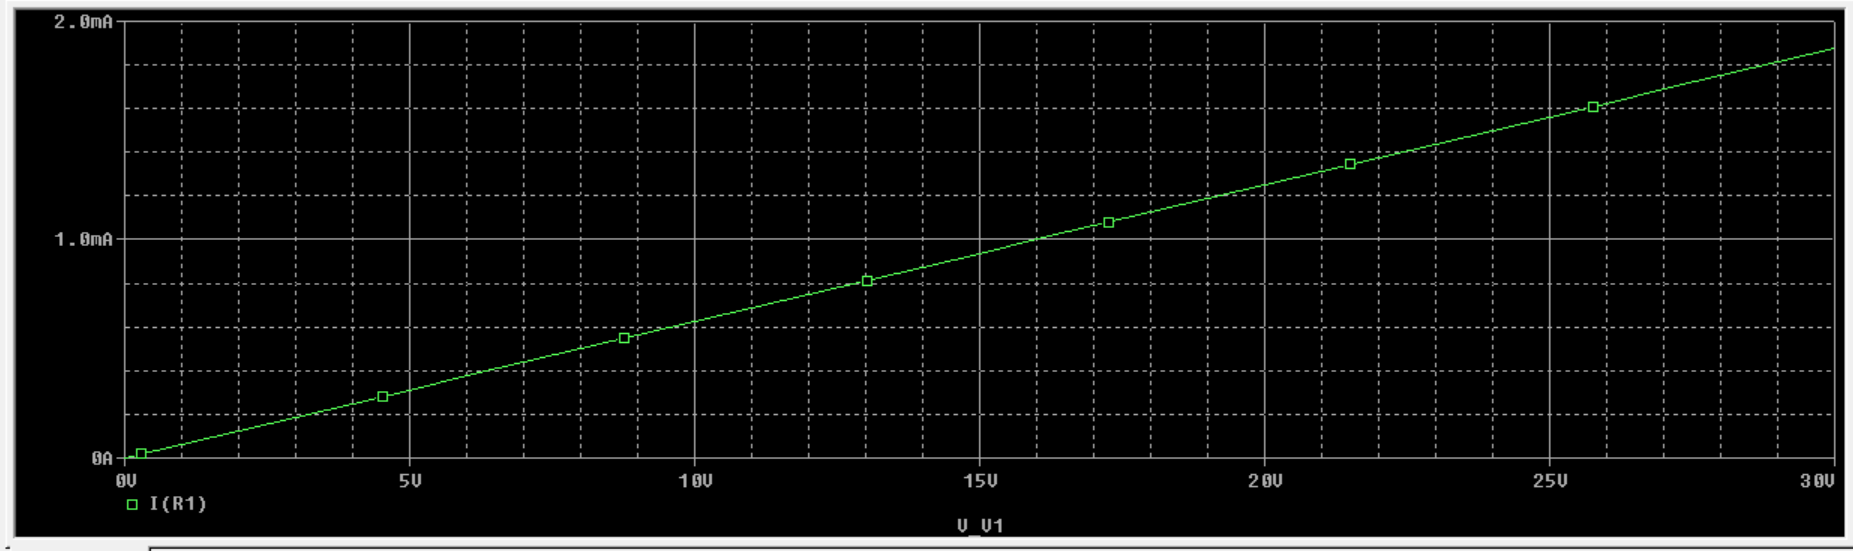 2.0mA
1.0mA
0A
0V 5V 10V 15V 20V 25V 30V
I(R1)
V_V1